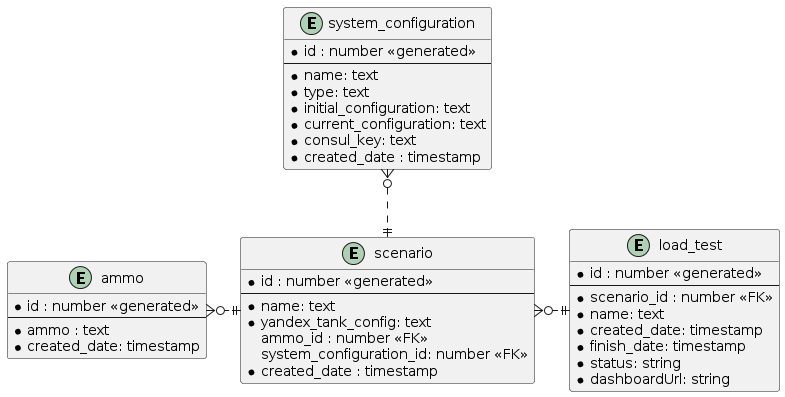 E system_configuration
id : number «generated»
name: text
type: text
initial_configuration: text
current_configuration: text
consul_key: text
created_date : timestamp
E ammo
id : number «generated»
ammo : text
created_date: timestamp
E scenario
id : number «generated»
name: text
yandex_tank_config: text
ammo_id : number «FK»
system_configuration_id: number «FK»
created_date : timestamp
E load_test
id : number «generated»
scenario_id : number «FK»
name: text
created_date: timestamp
finish_date: timestamp
status: string
dashboardUrl: string